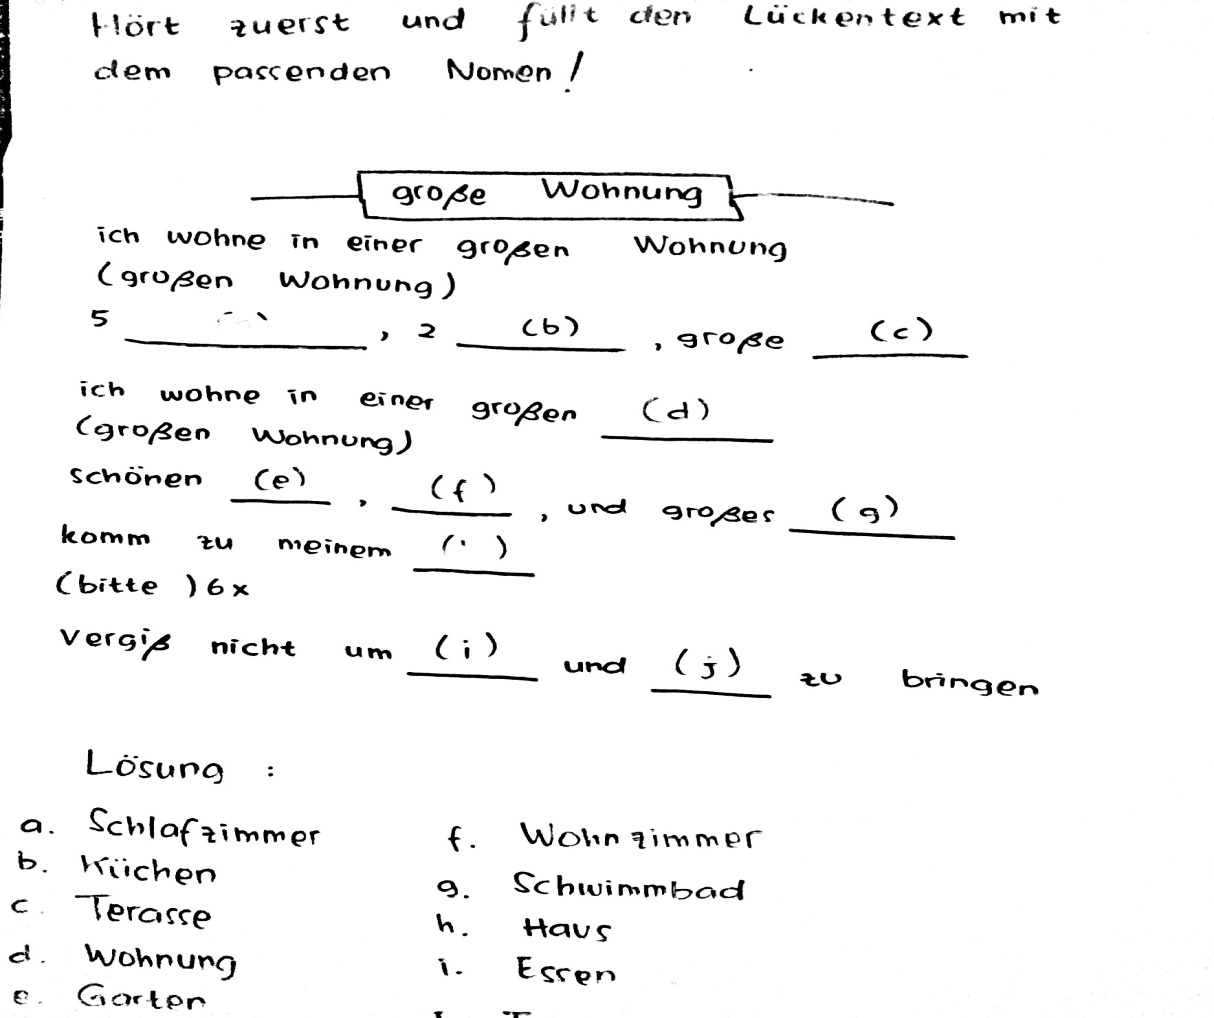 Hört zuerst und füllt den Lückentext mit
dem passenden Nomen!
große Wohnung
ich wohne in einer großen Wohnung
(großen Wohnung)
5 ______, 2 (b), große (c)
ich wohne in einer großen (d)
(großen Wohnung)
schönen (e), (f), und großes (g)
komm zu meinem ( )
(bitte) 6x
Vergiß nicht um (i) und (j) zu bringen
Lösung :
a. Schlafzimmer
b. Küchen
c. Terasse
d. Wohnung
e. Garten
f. Wohnzimmer
g. Schwimmbad
h. Haus
i. Essen